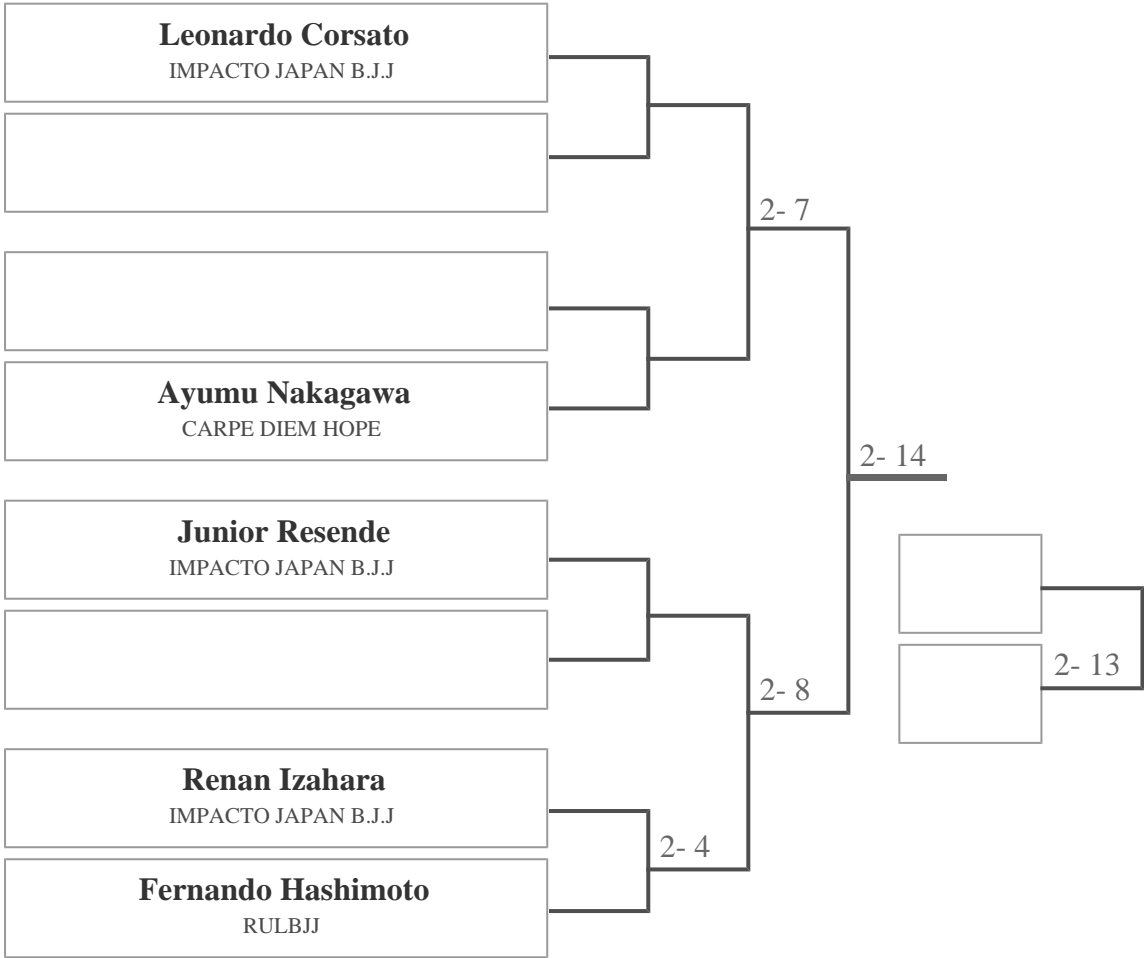 Leonardo Corsato
IMPACTO JAPAN B.J.J
2- 7
Ayumu Nakagawa
CARPE DIEM HOPE
2- 14
Junior Resende
IMPACTO JAPAN B.J.J
2- 13
2- 8
Renan Izahara
IMPACTO JAPAN B.J.J
2- 4
Fernando Hashimoto
RULBJJ